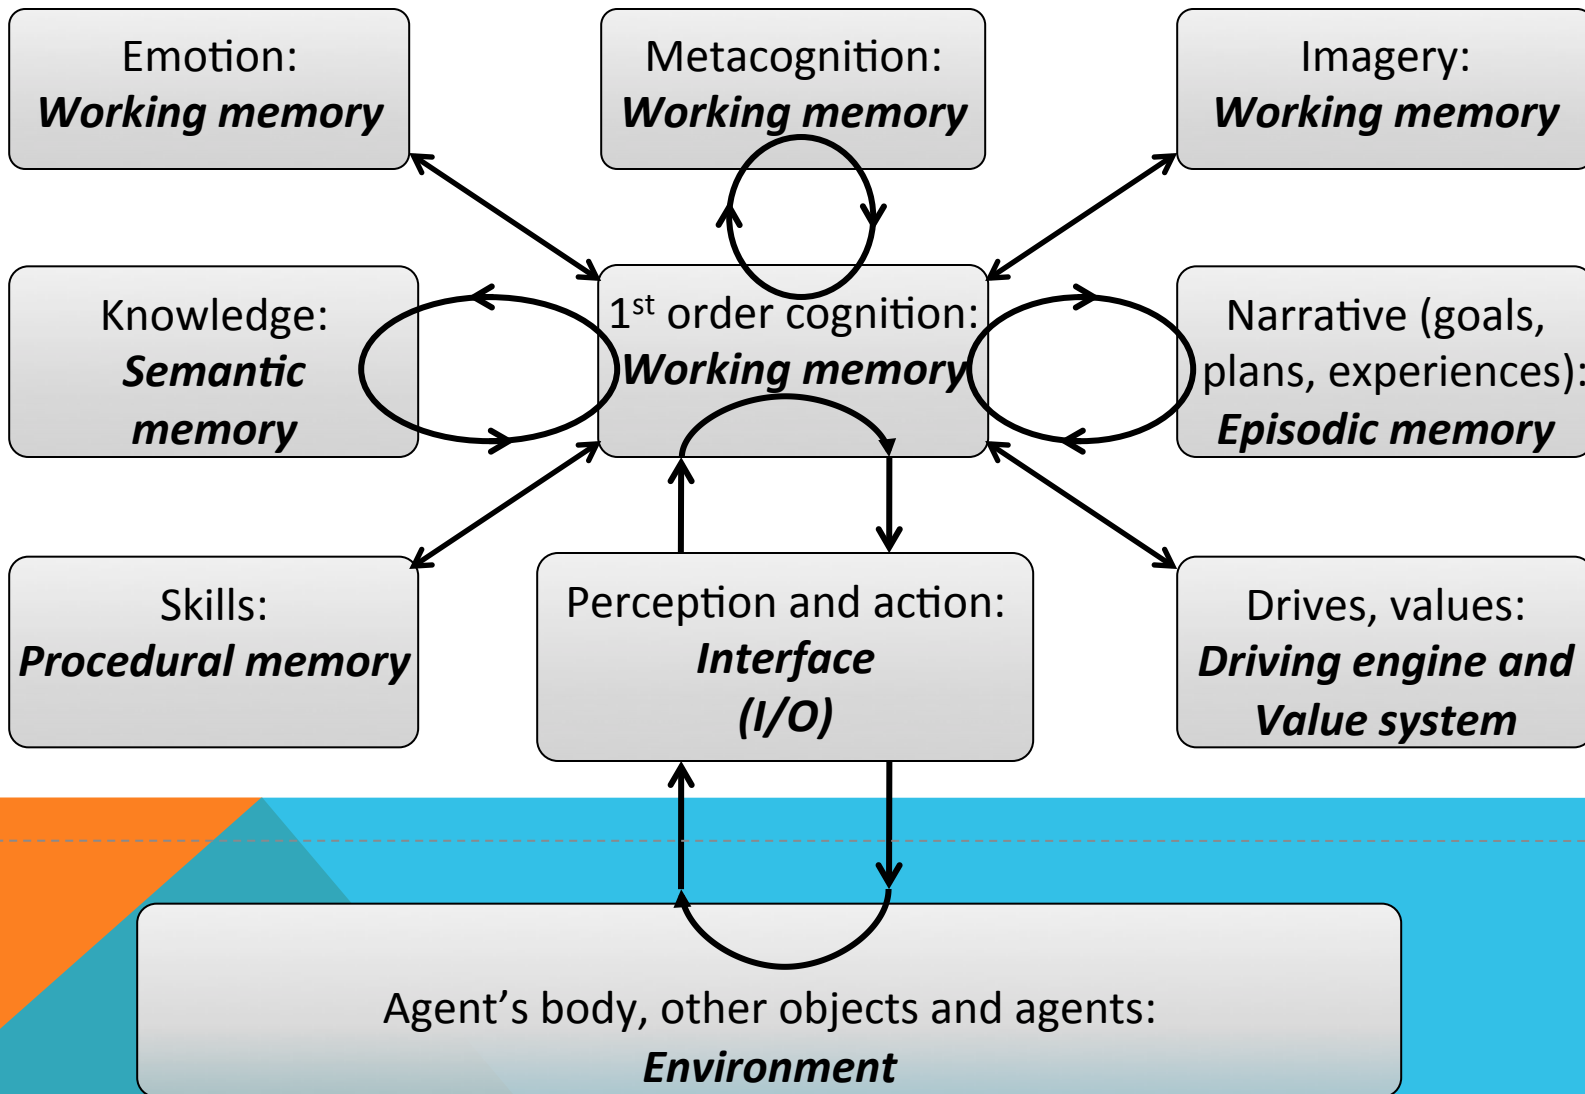 Emotion:
Working memory
Metacognition:
Working memory
Imagery:
Working memory
Knowledge:
Semantic
memory
1st order cognition:
Working memory
Narrative (goals,
plans, experiences):
Episodic memory
Skills:
Procedural memory
Perception and action:
Interface
(I/O)
Drives, values:
Driving engine and
Value system
Agent’s body, other objects and agents:
Environment